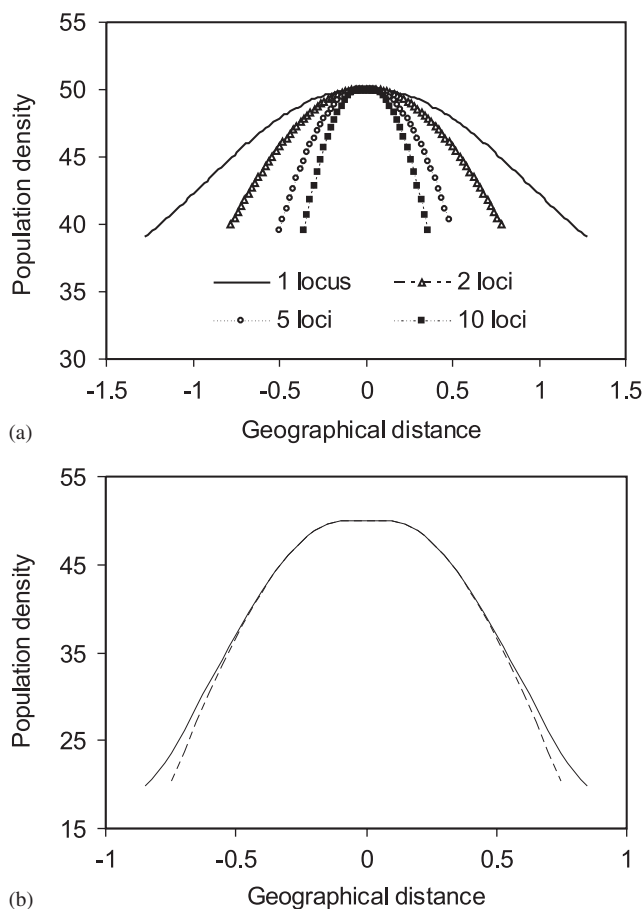 55
50
45
40
35
30
Population density
1 locus
2 loci
5 loci
10 loci
-1.5 -1 -0.5 0 0.5 1 1.5
(a)
Geographical distance
55
45
35
25
15
Population density
-1 -0.5 0 0.5 1
(b)
Geographical distance